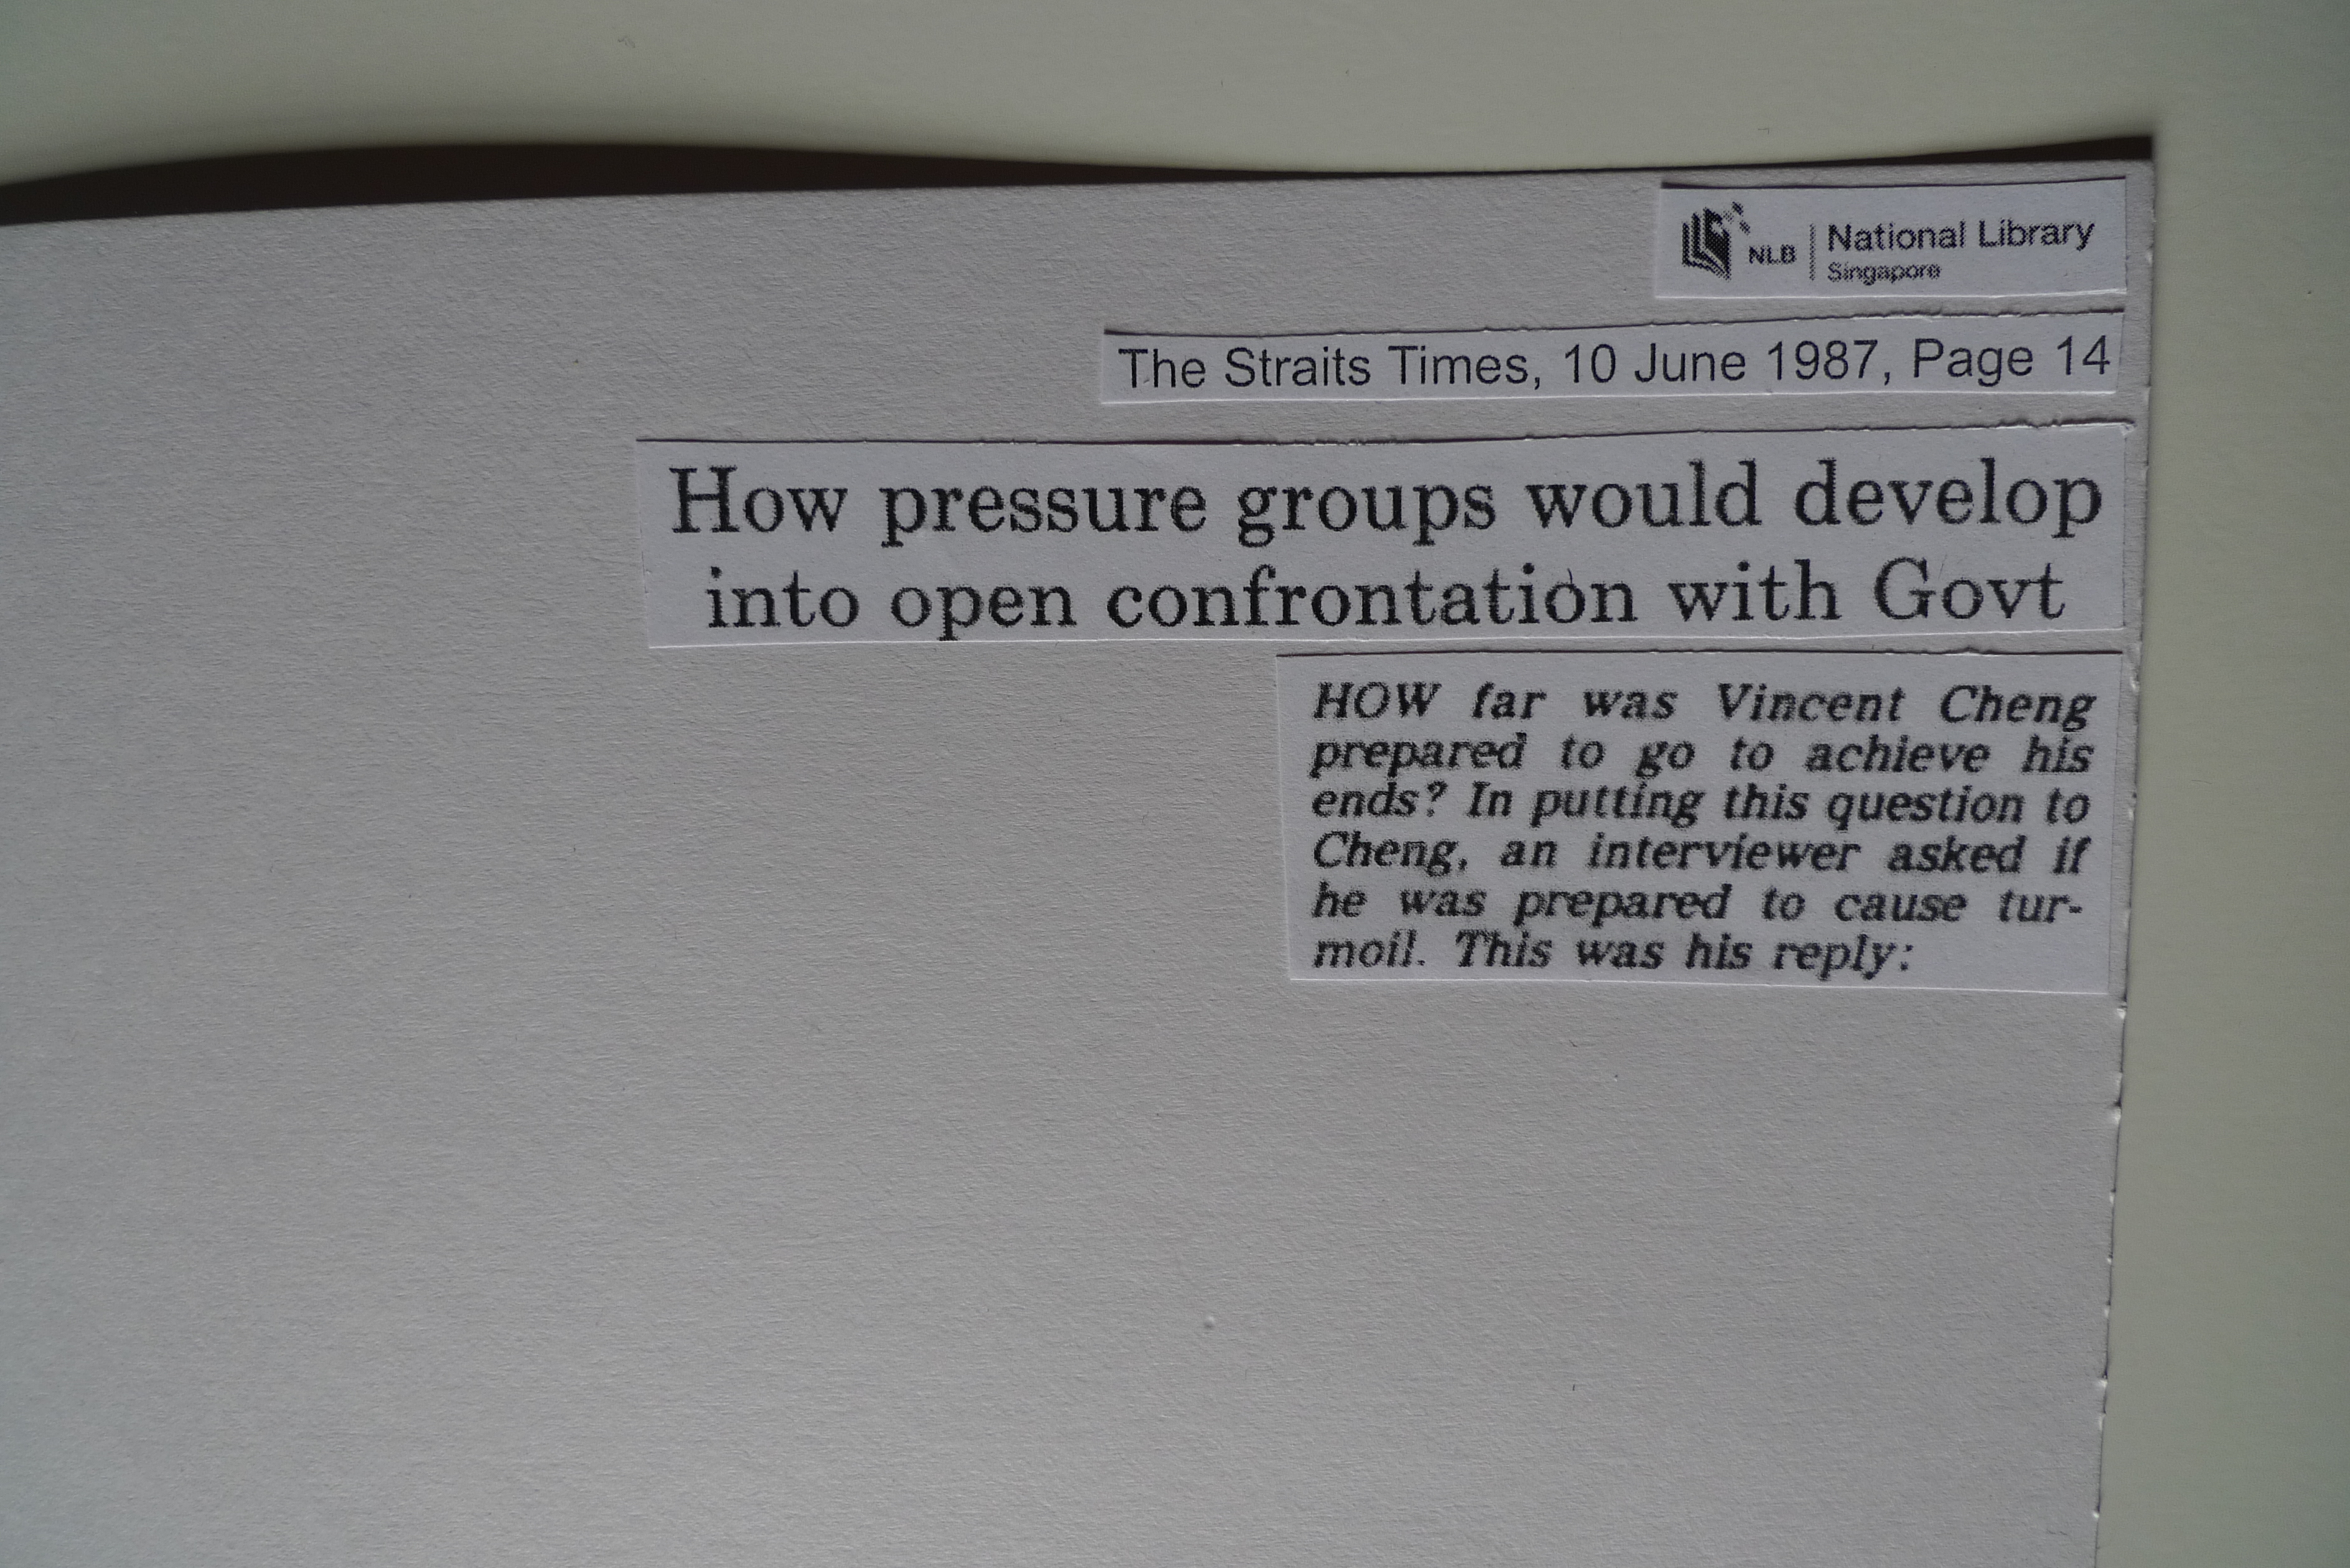 NLB | National Library
Singapore
The Straits Times, 10 June 1987, Page 14
How pressure groups would develop
into open confrontation with Govt
HOW far was Vincent Cheng
prepared to go to achieve his
ends? In putting this question to
Cheng, an interviewer asked if
he was prepared to cause tur-
moil. This was his reply: